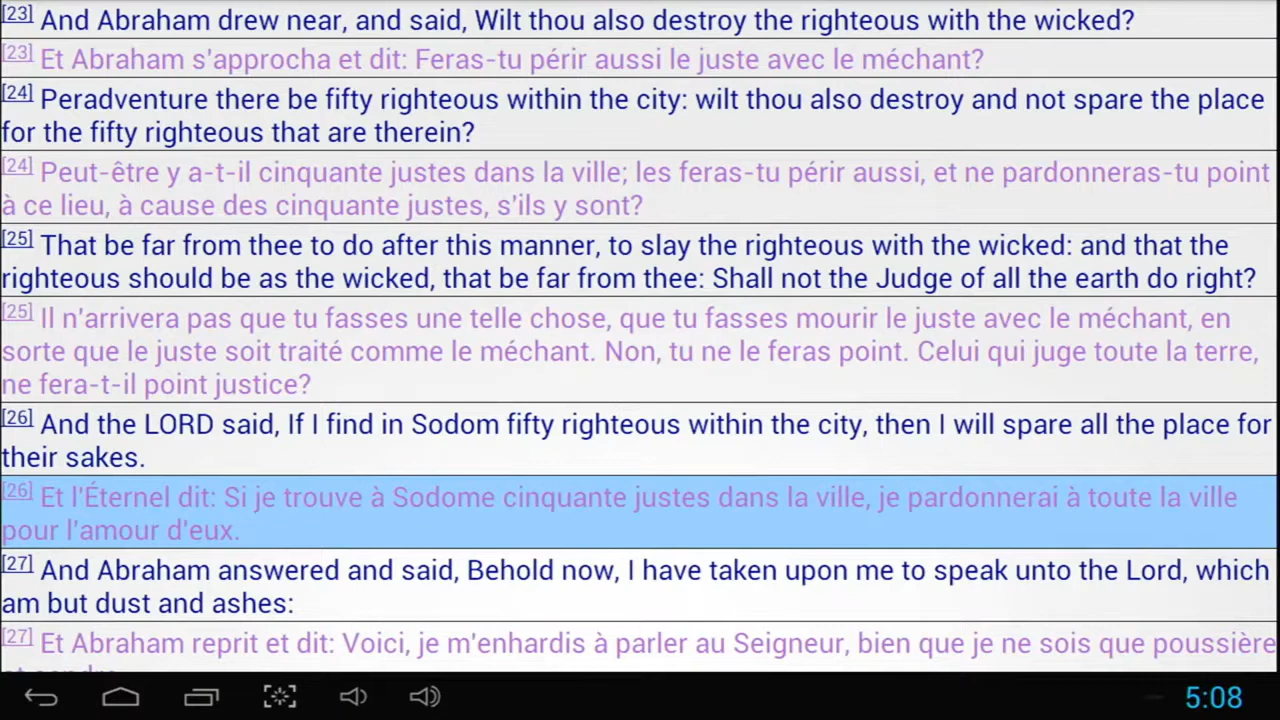 [23] And Abraham drew near, and said, Wilt thou also destroy the righteous with the wicked?
[23] Et Abraham s'approcha et dit: Feras-tu périr aussi le juste avec le méchant?
[24] Peradventure there be fifty righteous within the city: wilt thou also destroy and not spare the place
for the fifty righteous that are therein?
[24] Peut-être y a-t-il cinquante justes dans la ville; les feras-tu périr aussi, et ne pardonneras-tu point
à ce lieu, à cause des cinquante justes, s'ils y sont?
[25] That be far from thee to do after this manner, to slay the righteous with the wicked: and that the
righteous should be as the wicked, that be far from thee: Shall not the Judge of all the earth do right?
[25] Il n'arrivera pas que tu fasses une telle chose, que tu fasses mourir le juste avec le méchant, en
sorte que le juste soit traité comme le méchant. Non, tu ne le feras point. Celui qui juge toute la terre,
ne fera-t-il point justice?
[26] And the LORD said, If I find in Sodom fifty righteous within the city, then I will spare all the place for
their sakes.
[26] Et l'Éternel dit: Si je trouve à Sodome cinquante justes dans la ville, je pardonnerai à toute la ville
pour l'amour d'eux.
[27] And Abraham answered and said, Behold now, I have taken upon me to speak unto the Lord, which
am but dust and ashes:
[27] Et Abraham reprit et dit: Voici, je m'enhardis à parler au Seigneur, bien que je ne sois que poussière
5:08